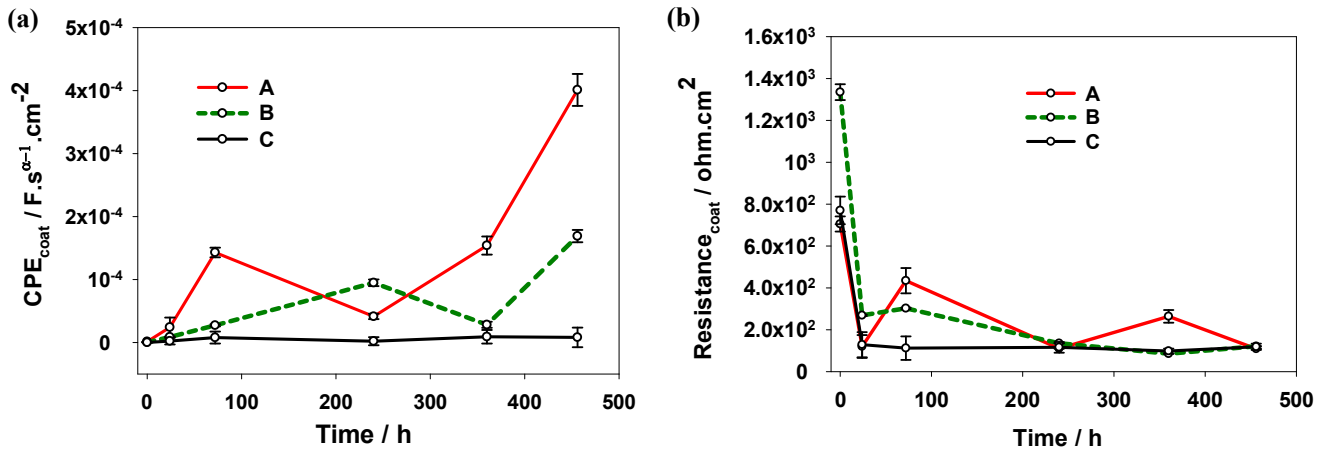 (a)
5x10⁻⁴
4x10⁻⁴
3x10⁻⁴
2x10⁻⁴
10⁻⁴
0
CPE_coat / F.s^α−1.cm⁻²
A
B
C
0 100 200 300 400 500
Time / h
(b)
1.6x10³
1.4x10³
1.2x10³
1x10³
8.0x10²
6.0x10²
4.0x10²
2.0x10²
0
Resistance_coat / ohm.cm²
A
B
C
0 100 200 300 400 500
Time / h